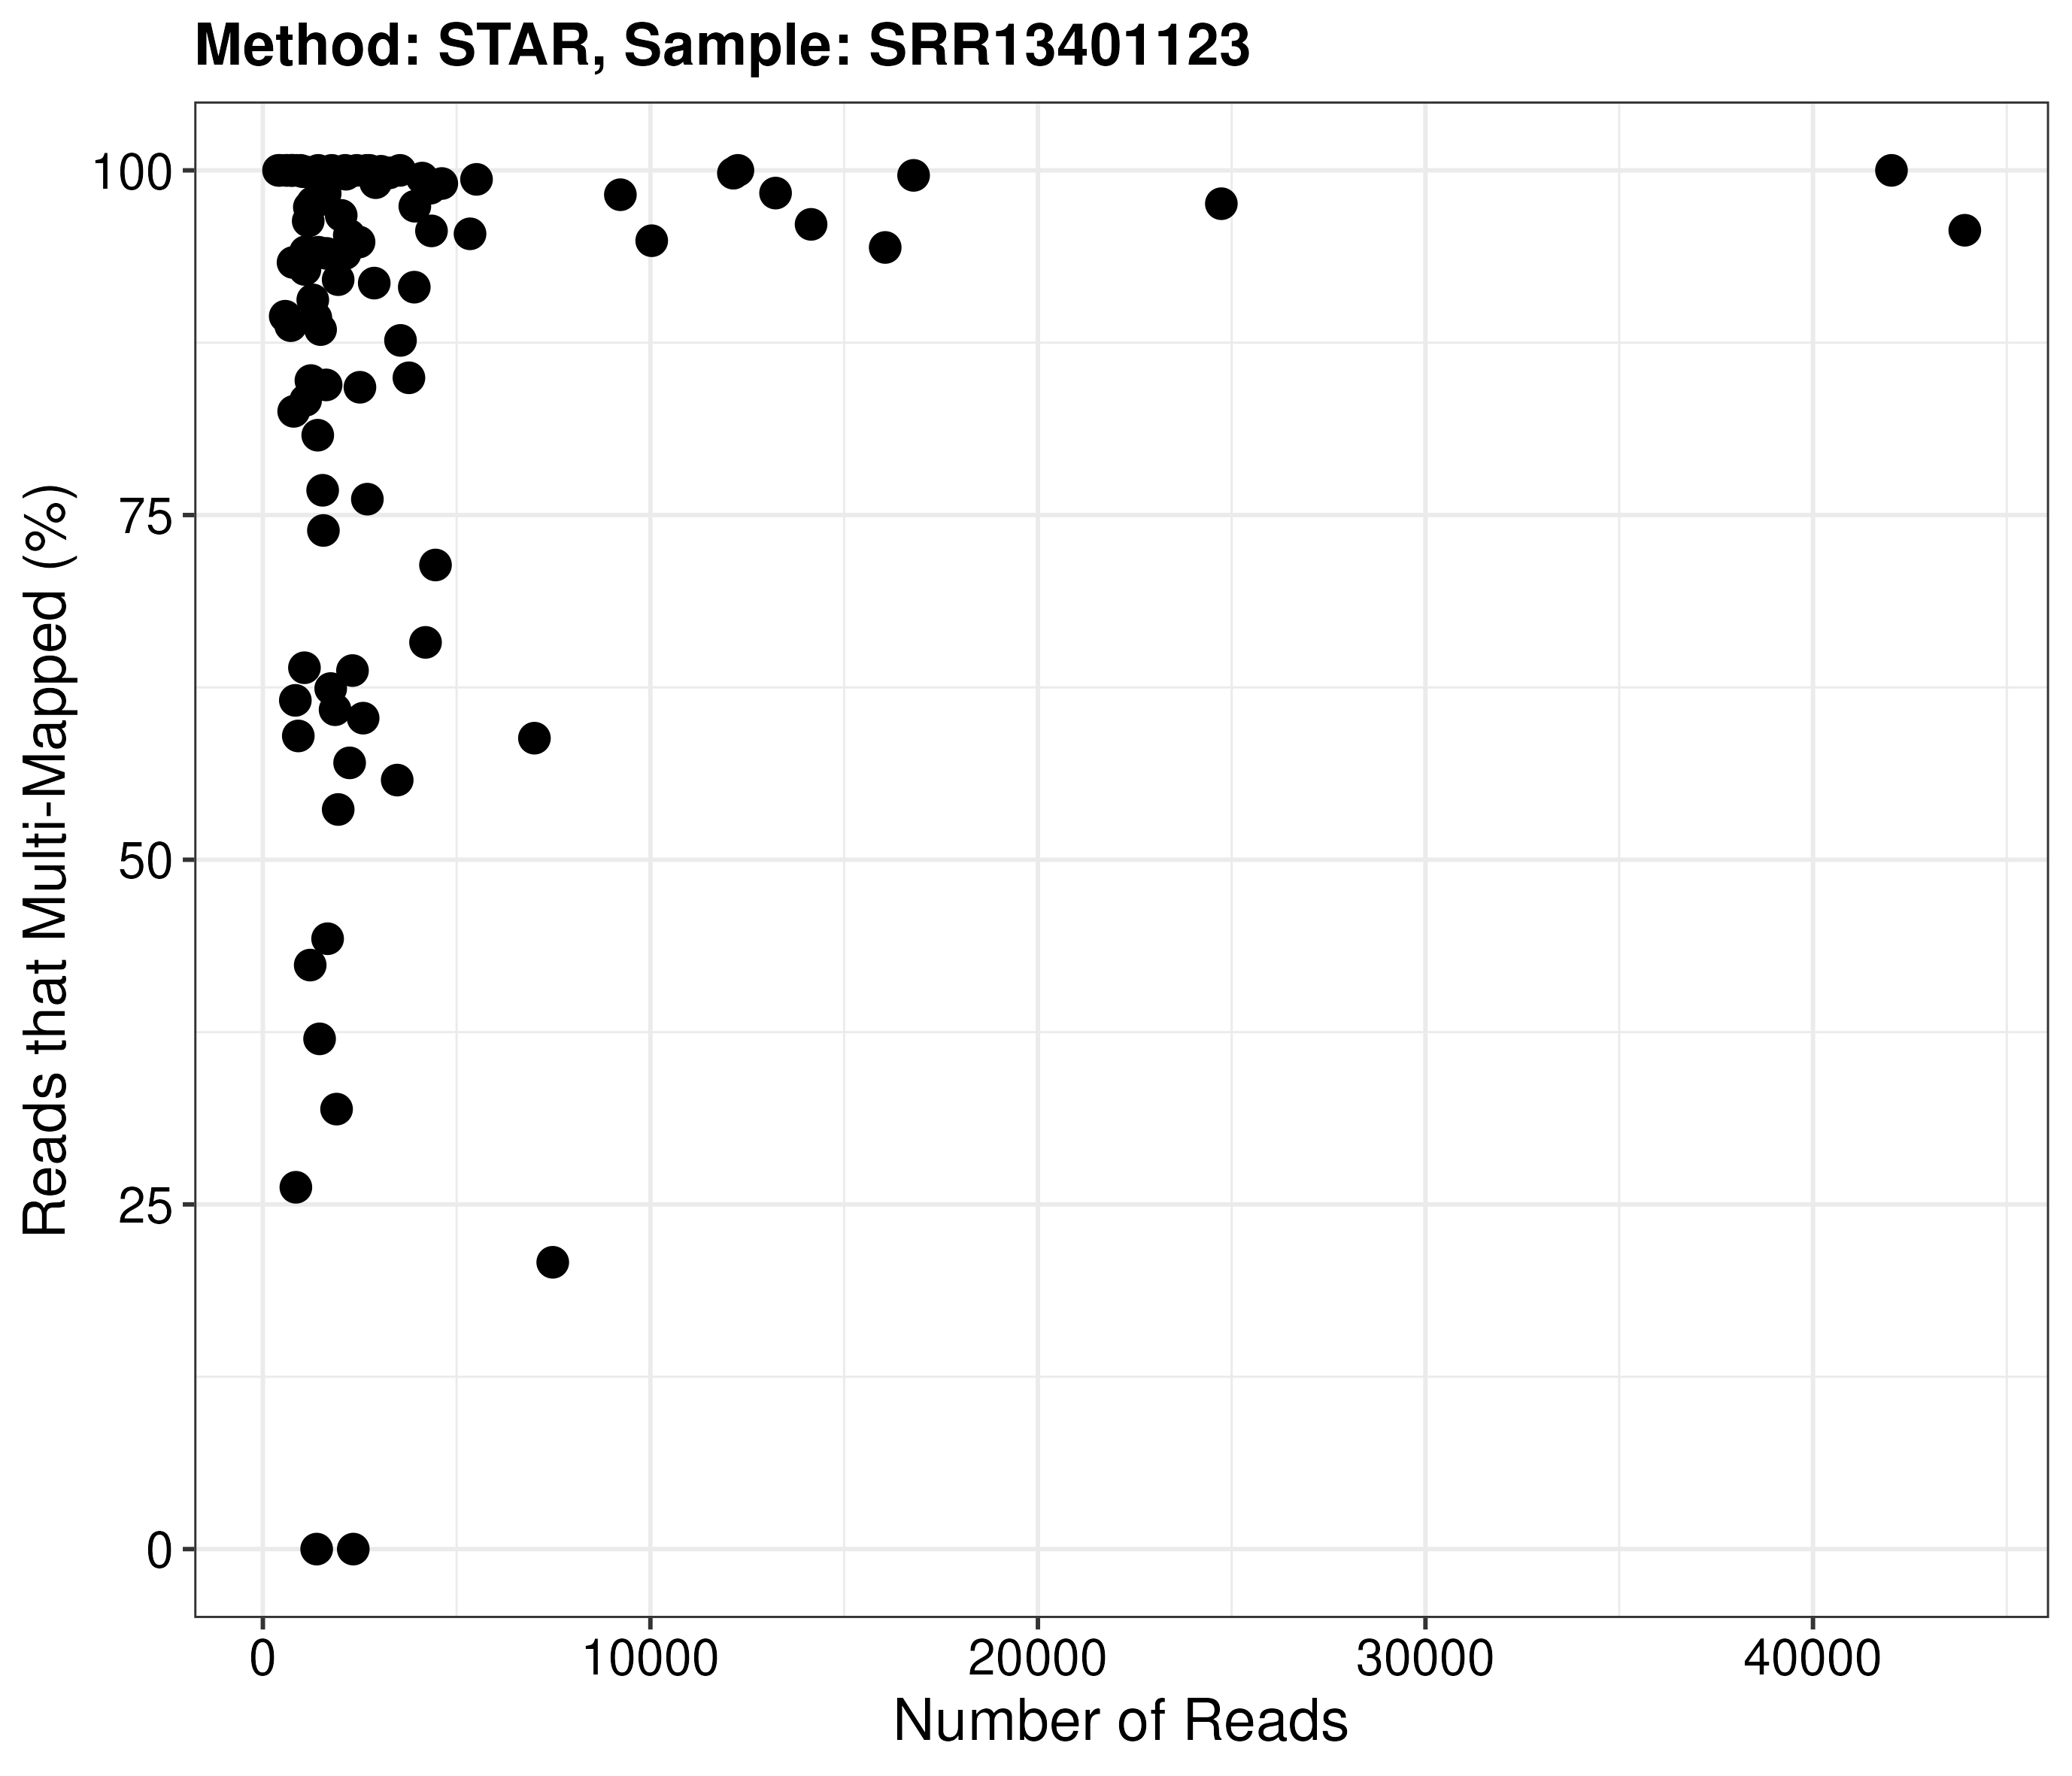 Method: STAR, Sample: SRR13401123
Reads that Multi-Mapped (%)
100
75
50
25
0
0 10000 20000 30000 40000
Number of Reads